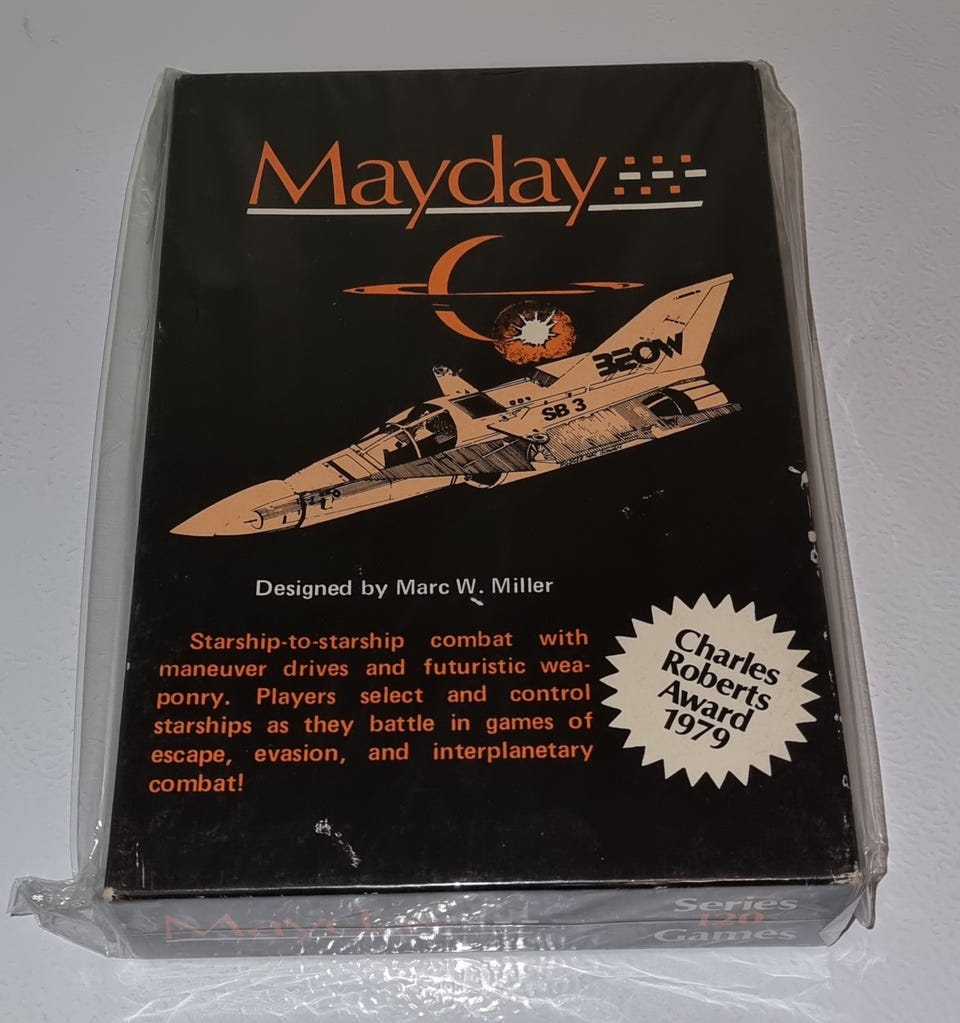 Mayday
BEOW
SB 3
Designed by Marc W. Miller
Starship-to-starship combat with
maneuver drives and futuristic wea-
ponry. Players select and control
starships as they battle in games of
escape, evasion, and interplanetary
combat!
Charles
Roberts
Award
1979
Mayday
Series
120
Games